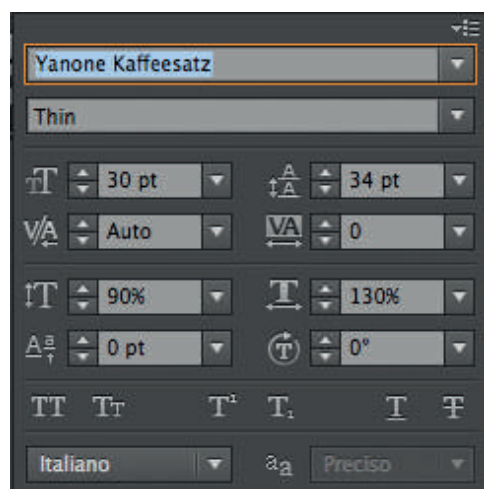 Yanone Kaffeesatz
Thin
30 pt 34 pt
Auto 0
90% 130%
0 pt 0°
TT Tт T¹ T₁ T T
Italiano aa Preciso